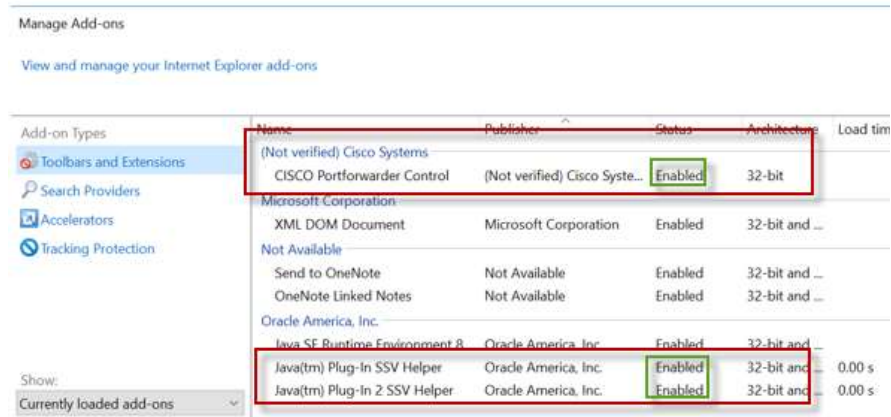 Manage Add-ons
View and manage your Internet Explorer add-ons
Add-on Types
Toolbars and Extensions
Search Providers
Accelerators
Tracking Protection
Show:
Currently loaded add-ons
Name Publisher Status Architecture Load tim
(Not verified) Cisco Systems
CISCO Portforwarder Control (Not verified) Cisco Syste... Enabled 32-bit
Microsoft Corporation
XML DOM Document Microsoft Corporation Enabled 32-bit and ...
Not Available
Send to OneNote Not Available Enabled 32-bit and ...
OneNote Linked Notes Not Available Enabled 32-bit and ...
Oracle America, Inc.
Java SE Runtime Environment 8 Oracle America, Inc. Enabled 32-bit and ...
Java(tm) Plug-In SSV Helper Oracle America, Inc. Enabled 32-bit and ... 0.00 s
Java(tm) Plug-In 2 SSV Helper Oracle America, Inc. Enabled 32-bit and ... 0.00 s